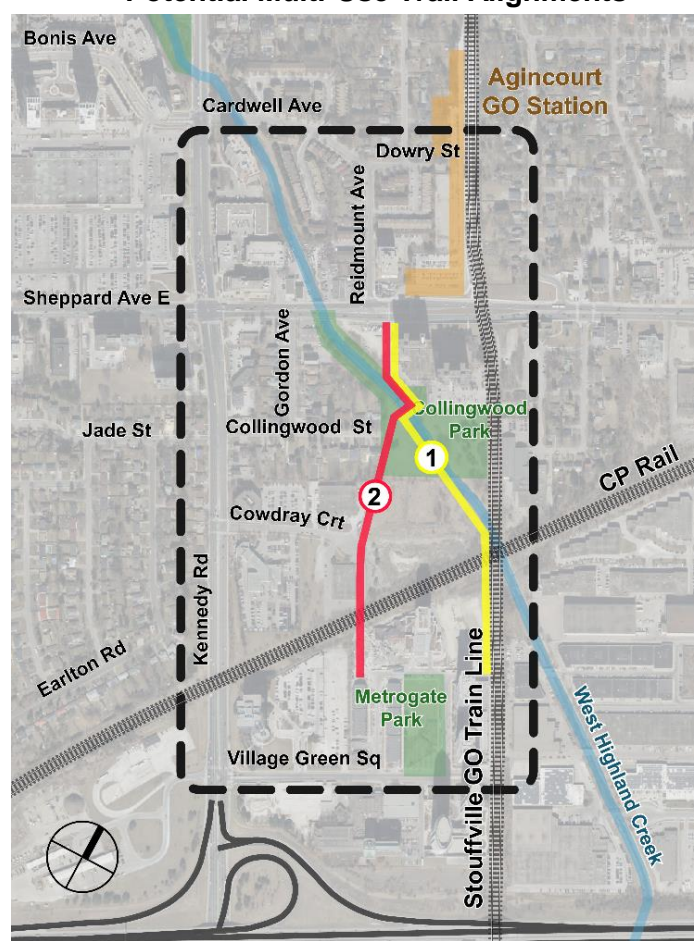 Potential Multi-Use Trail Alignments
Bonis Ave
Cardwell Ave
Agincourt
GO Station
Dowry St
Reidmount Ave
Sheppard Ave E
Gordon Ave
Jade St
Collingwood St
Collingwood
Park
1
2
CP Rail
Cowdray Crt
Kennedy Rd
Earlton Rd
Metrogate
Park
Stouffville GO Train Line
West Highland Creek
Village Green Sq